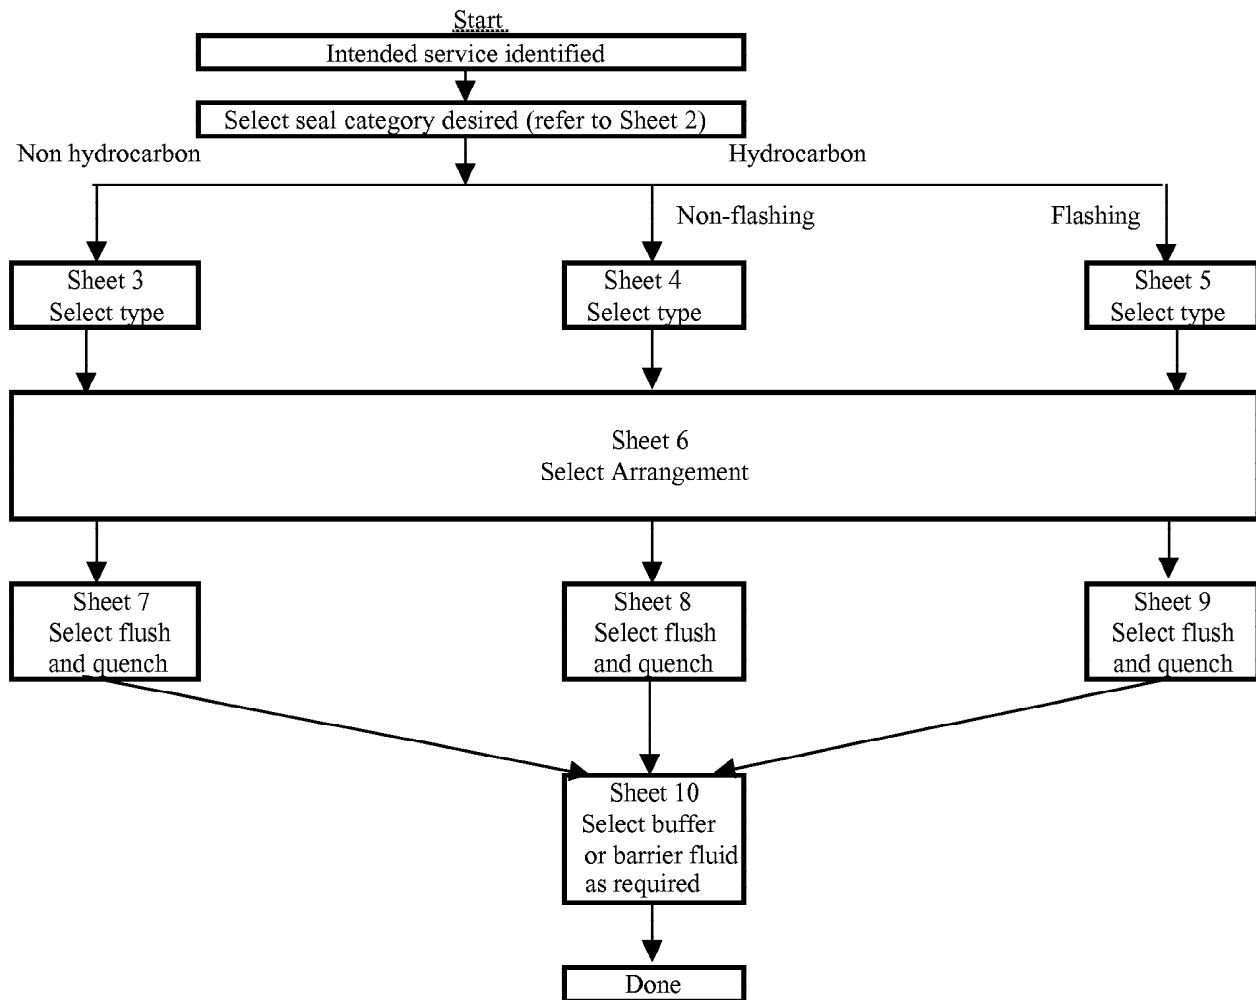 Start
Intended service identified
Select seal category desired (refer to Sheet 2)
Non hydrocarbon
Hydrocarbon
Non-flashing
Flashing
Sheet 3
Select type
Sheet 4
Select type
Sheet 5
Select type
Sheet 6
Select Arrangement
Sheet 7
Select flush
and quench
Sheet 8
Select flush
and quench
Sheet 9
Select flush
and quench
Sheet 10
Select buffer
or barrier fluid
as required
Done